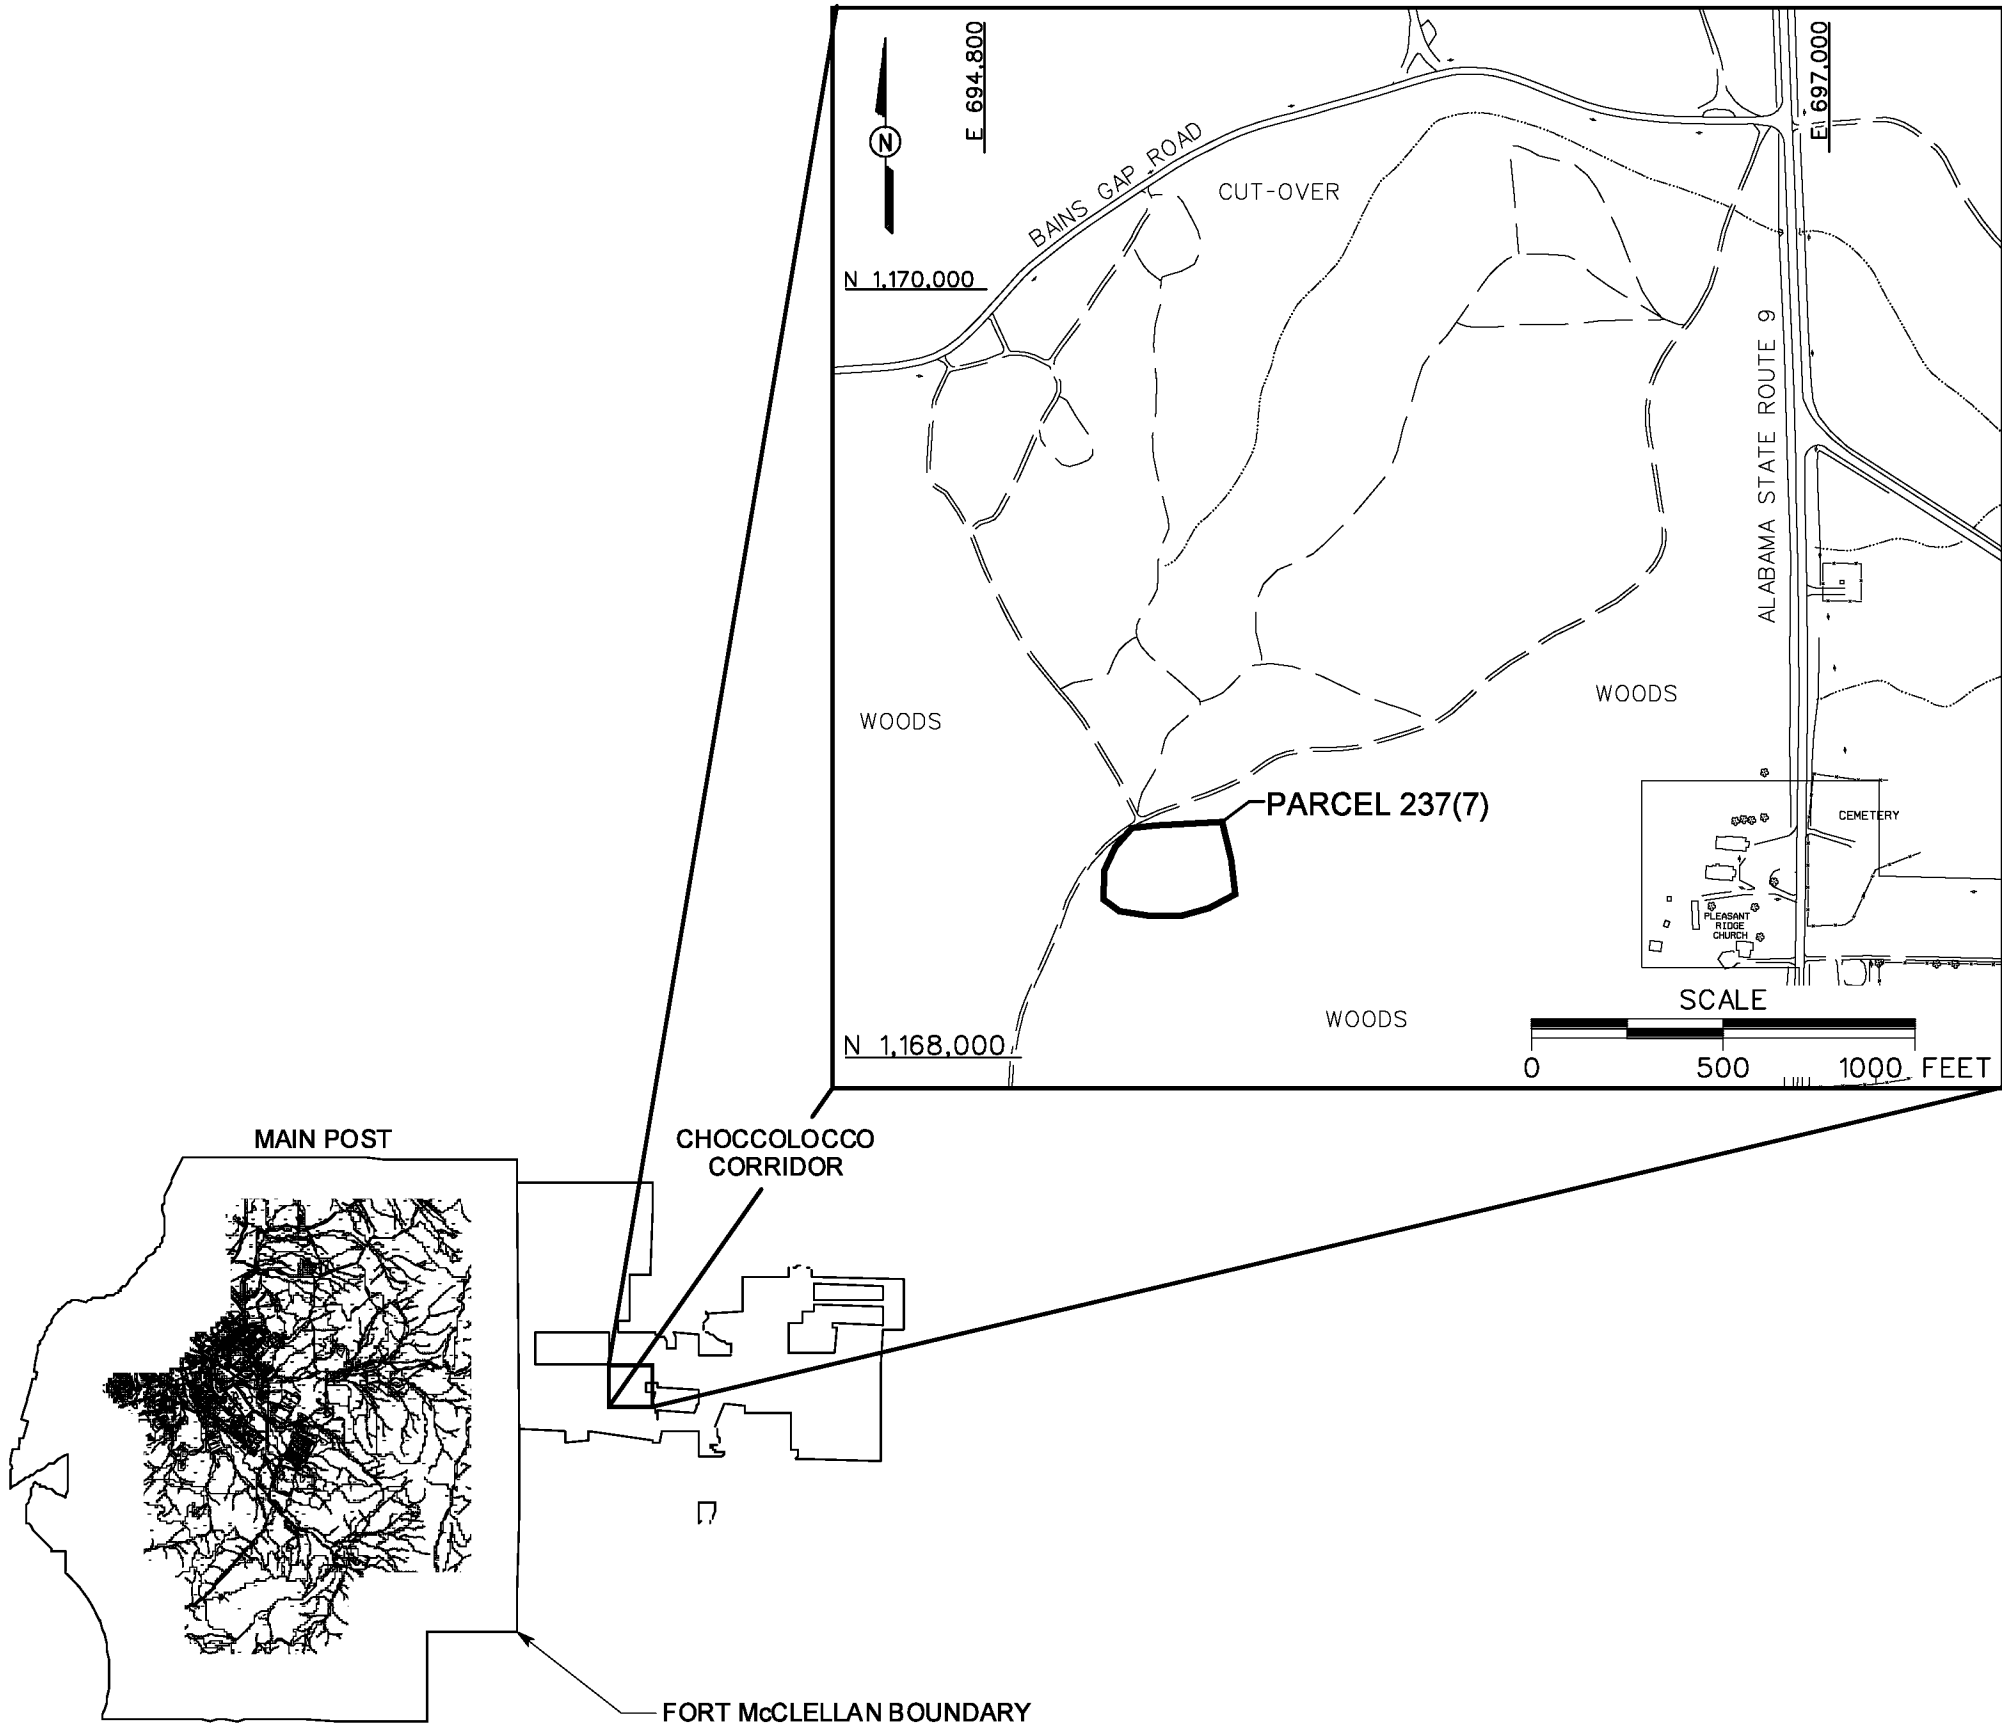 E 694,800
E 697,000
N
BAINS GAP ROAD
CUT-OVER
N 1,170,000
ALABAMA STATE ROUTE 9
WOODS
WOODS
PARCEL 237(7)
CEMETERY
PLEASANT
RIDGE
CHURCH
SCALE
WOODS
N 1,168,000
0 500 1000 FEET
MAIN POST
CHOCCOLOCCO
CORRIDOR
FORT McCLELLAN BOUNDARY